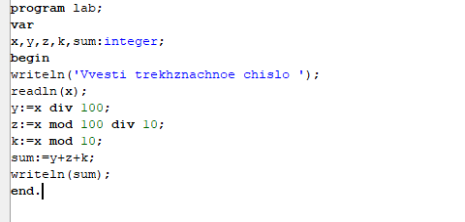 program lab;
var
x,y,z,k,sum:integer;
begin
writeln('Vvesti trekhznachnoe chislo ');
readln(x);
y:=x div 100;
z:=x mod 100 div 10;
k:=x mod 10;
sum:=y+z+k;
writeln(sum);
end.